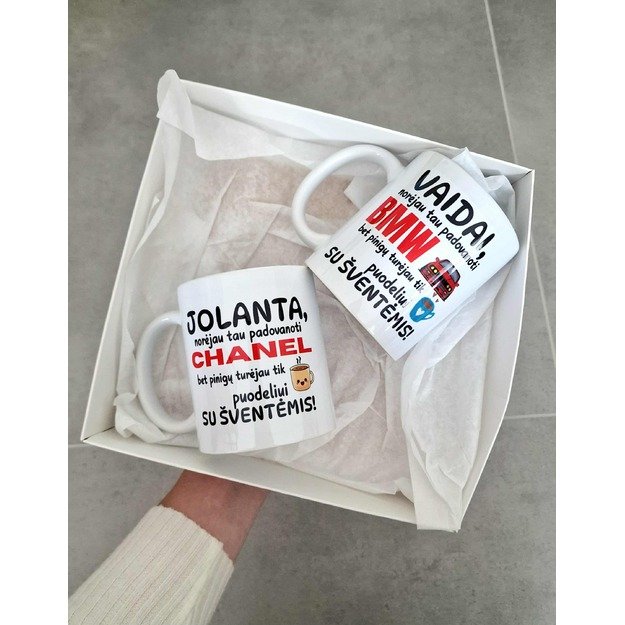 JOLANTA,
norėjau tau padovanoti
CHANEL
bet pinigų turėjau tik
puodeliui
SU ŠVENTĖMIS!
VAIDAI,
norėjau tau padovanoti
BMW
bet pinigų turėjau tik
puodeliui
SU ŠVENTĖMIS!